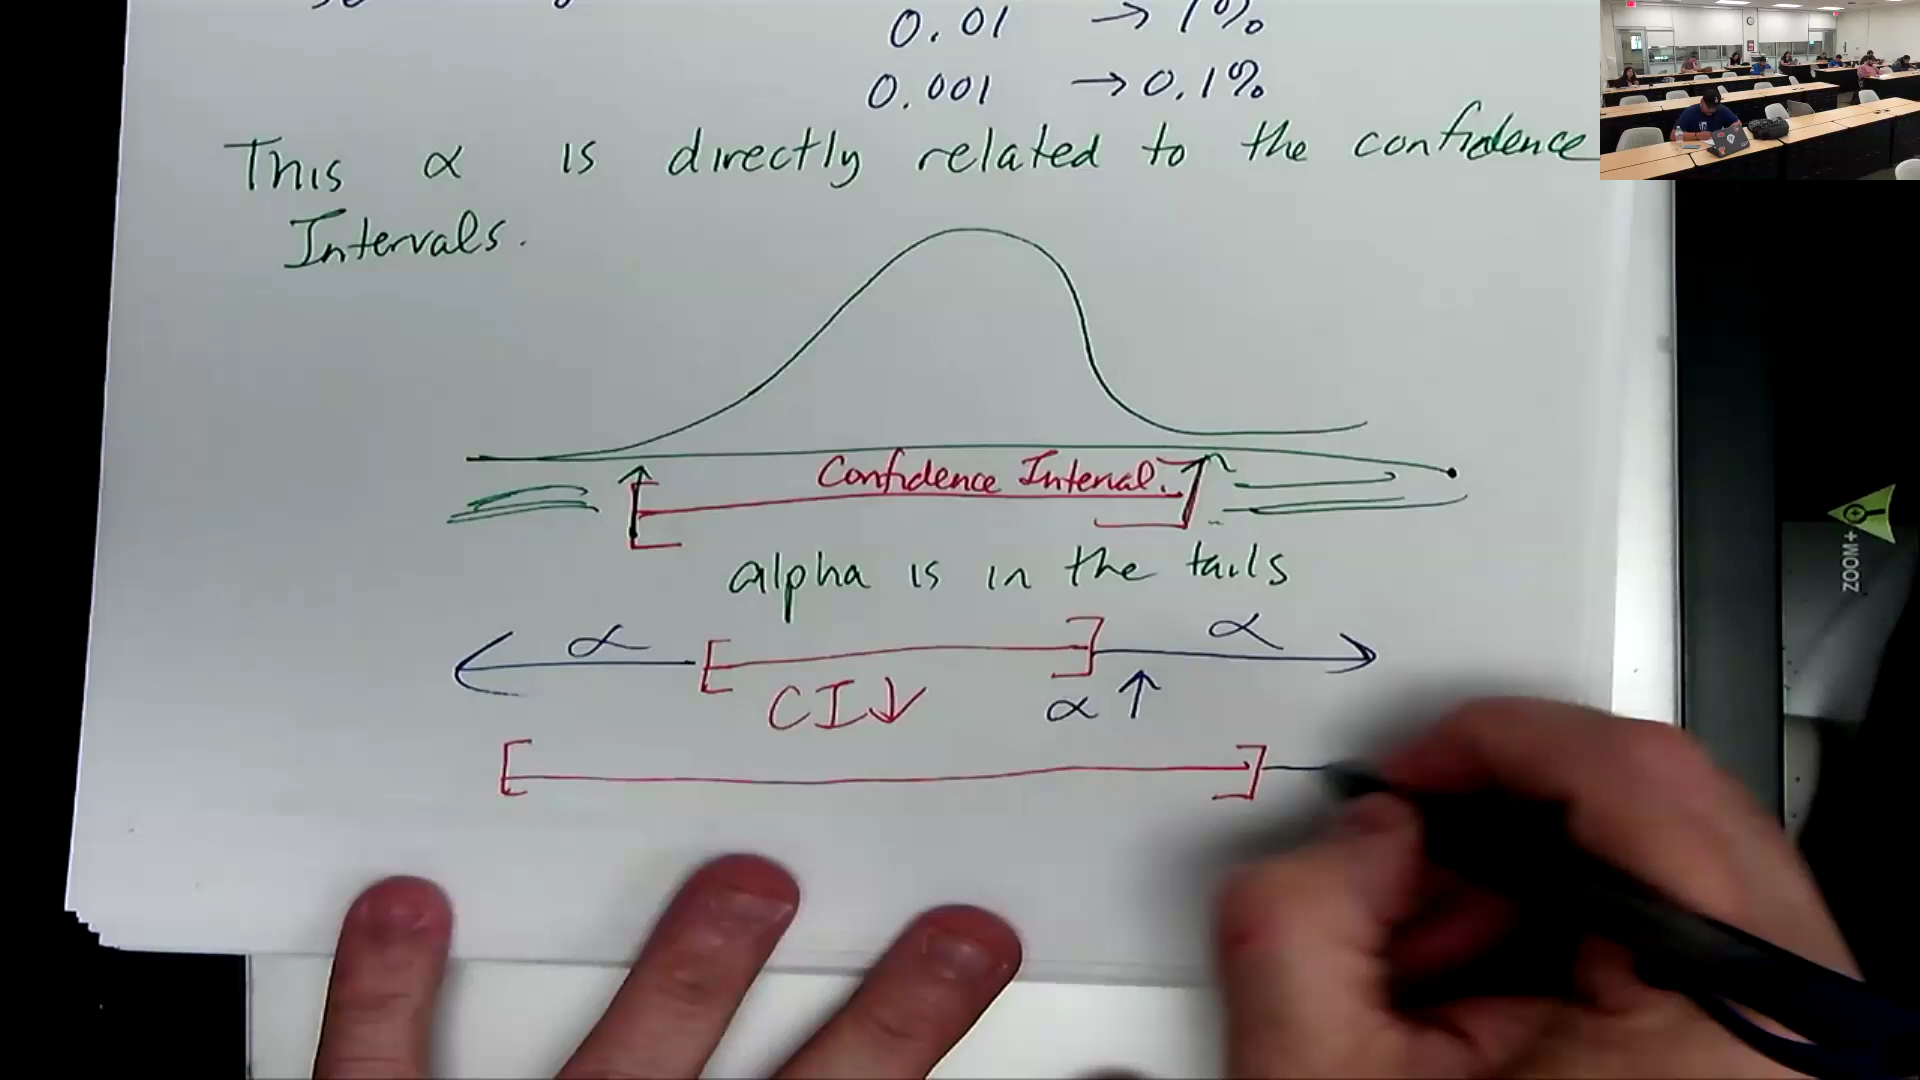 0.01 → 1%
0.001 → 0.1%
This α is directly related to the confidence
Intervals.
Confidence Interval.
alpha is in the tails
α α
CI↓ α ↑
ZOOM+